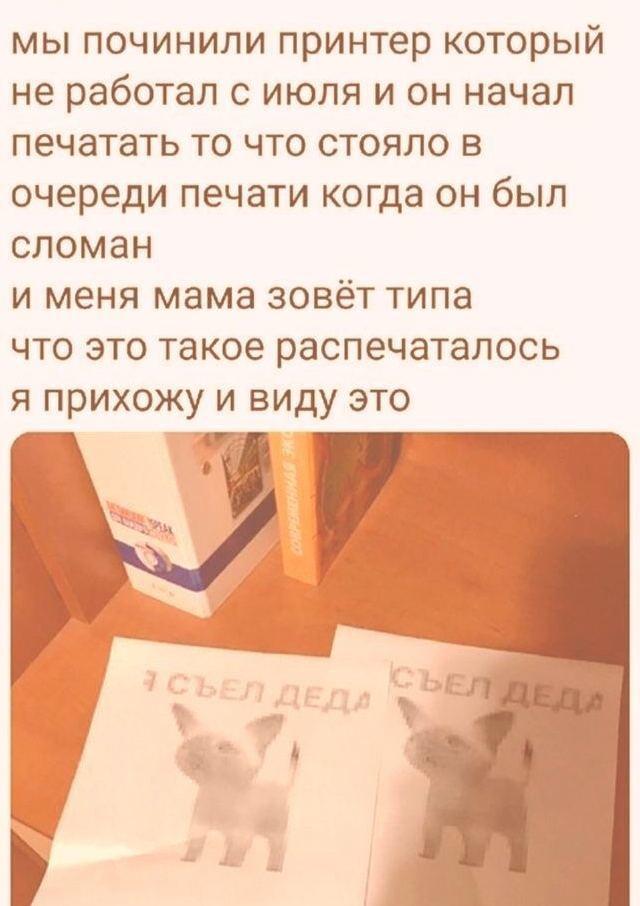 мы починили принтер который
не работал с июля и он начал
печатать то что стояло в
очереди печати когда он был
сломан
и меня мама зовёт типа
что это такое распечаталось
я прихожу и виду это
СЪЕЛ ДЕДА
СЪЕЛ ДЕДА